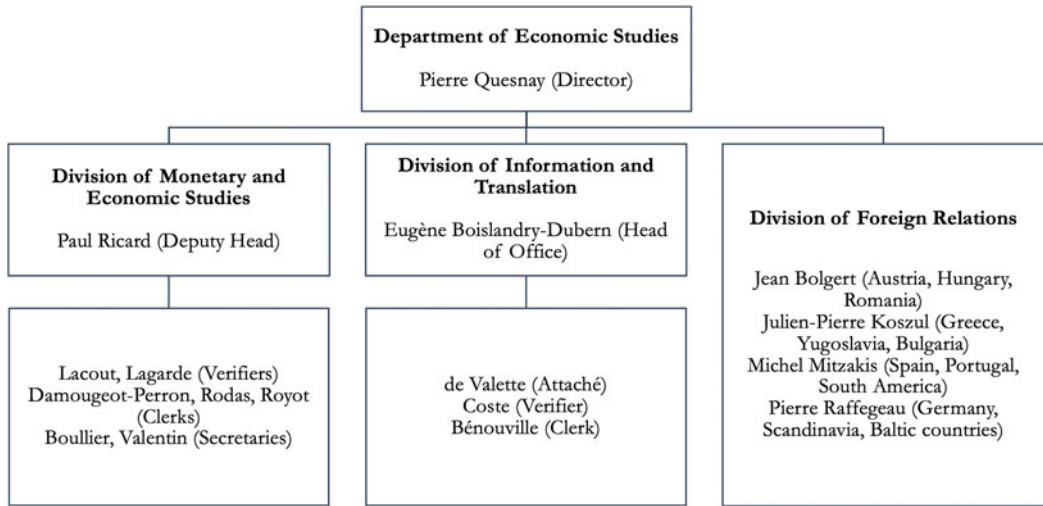 Department of Economic Studies
Pierre Quesnay (Director)
Division of Monetary and
Economic Studies
Paul Ricard (Deputy Head)
Division of Information and
Translation
Eugène Boislandry-Dubern (Head
of Office)
Division of Foreign Relations
Jean Bolgert (Austria, Hungary,
Romania)
Julien-Pierre Koszul (Greece,
Yugoslavia, Bulgaria)
Michel Mitzakis (Spain, Portugal,
South America)
Pierre Raffegeau (Germany,
Scandinavia, Baltic countries)
Lacout, Lagarde (Verifiers)
Damougeot-Perron, Rodas, Royot
(Clerks)
Boullier, Valentin (Secretaries)
de Valette (Attaché)
Coste (Verifier)
Bénouville (Clerk)